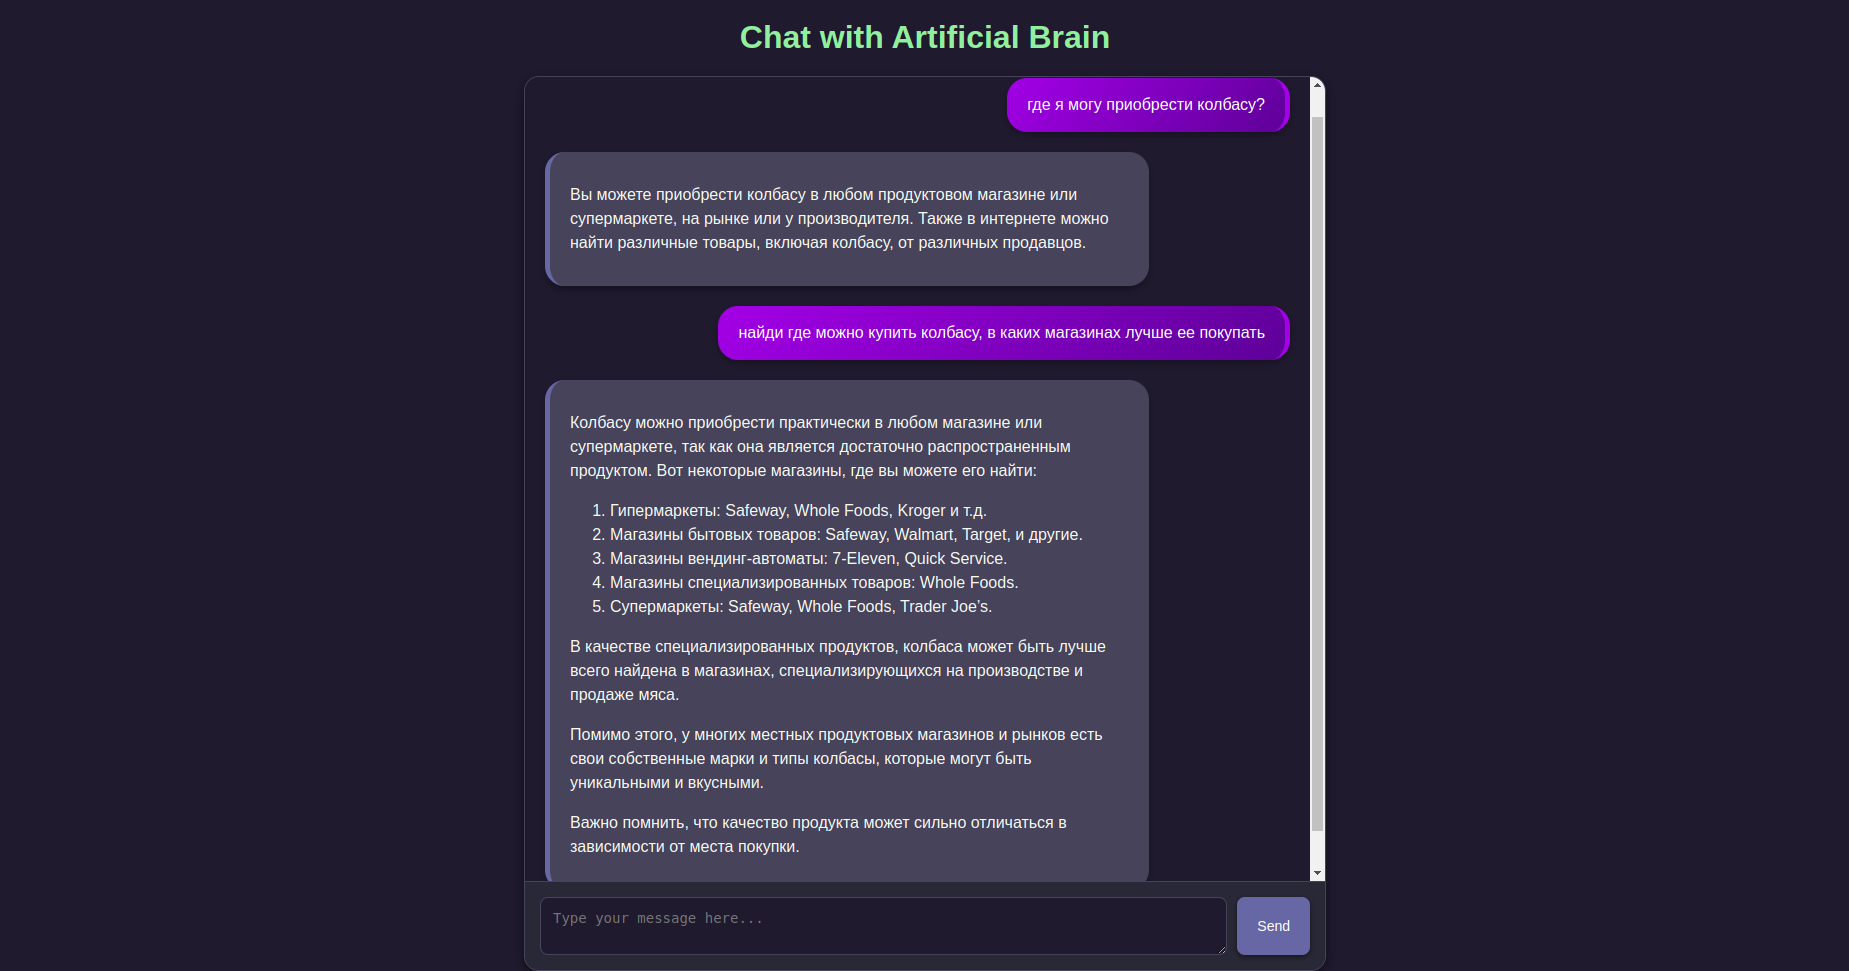 Chat with Artificial Brain
где я могу приобрести колбасу?
Вы можете приобрести колбасу в любом продуктовом магазине или
супермаркете, на рынке или у производителя. Также в интернете можно
найти различные товары, включая колбасу, от различных продавцов.
найди где можно купить колбасу, в каких магазинах лучше ее покупать
Колбасу можно приобрести практически в любом магазине или
супермаркете, так как она является достаточно распространенным
продуктом. Вот некоторые магазины, где вы можете его найти:
1. Гипермаркеты: Safeway, Whole Foods, Kroger и т.д.
2. Магазины бытовых товаров: Safeway, Walmart, Target, и другие.
3. Магазины вендинг-автоматы: 7-Eleven, Quick Service.
4. Магазины специализированных товаров: Whole Foods.
5. Супермаркеты: Safeway, Whole Foods, Trader Joe’s.
В качестве специализированных продуктов, колбаса может быть лучше
всего найдена в магазинах, специализирующихся на производстве и
продаже мяса.
Помимо этого, у многих местных продуктовых магазинов и рынков есть
свои собственные марки и типы колбасы, которые могут быть
уникальными и вкусными.
Важно помнить, что качество продукта может сильно отличаться в
зависимости от места покупки.
Type your message here...
Send